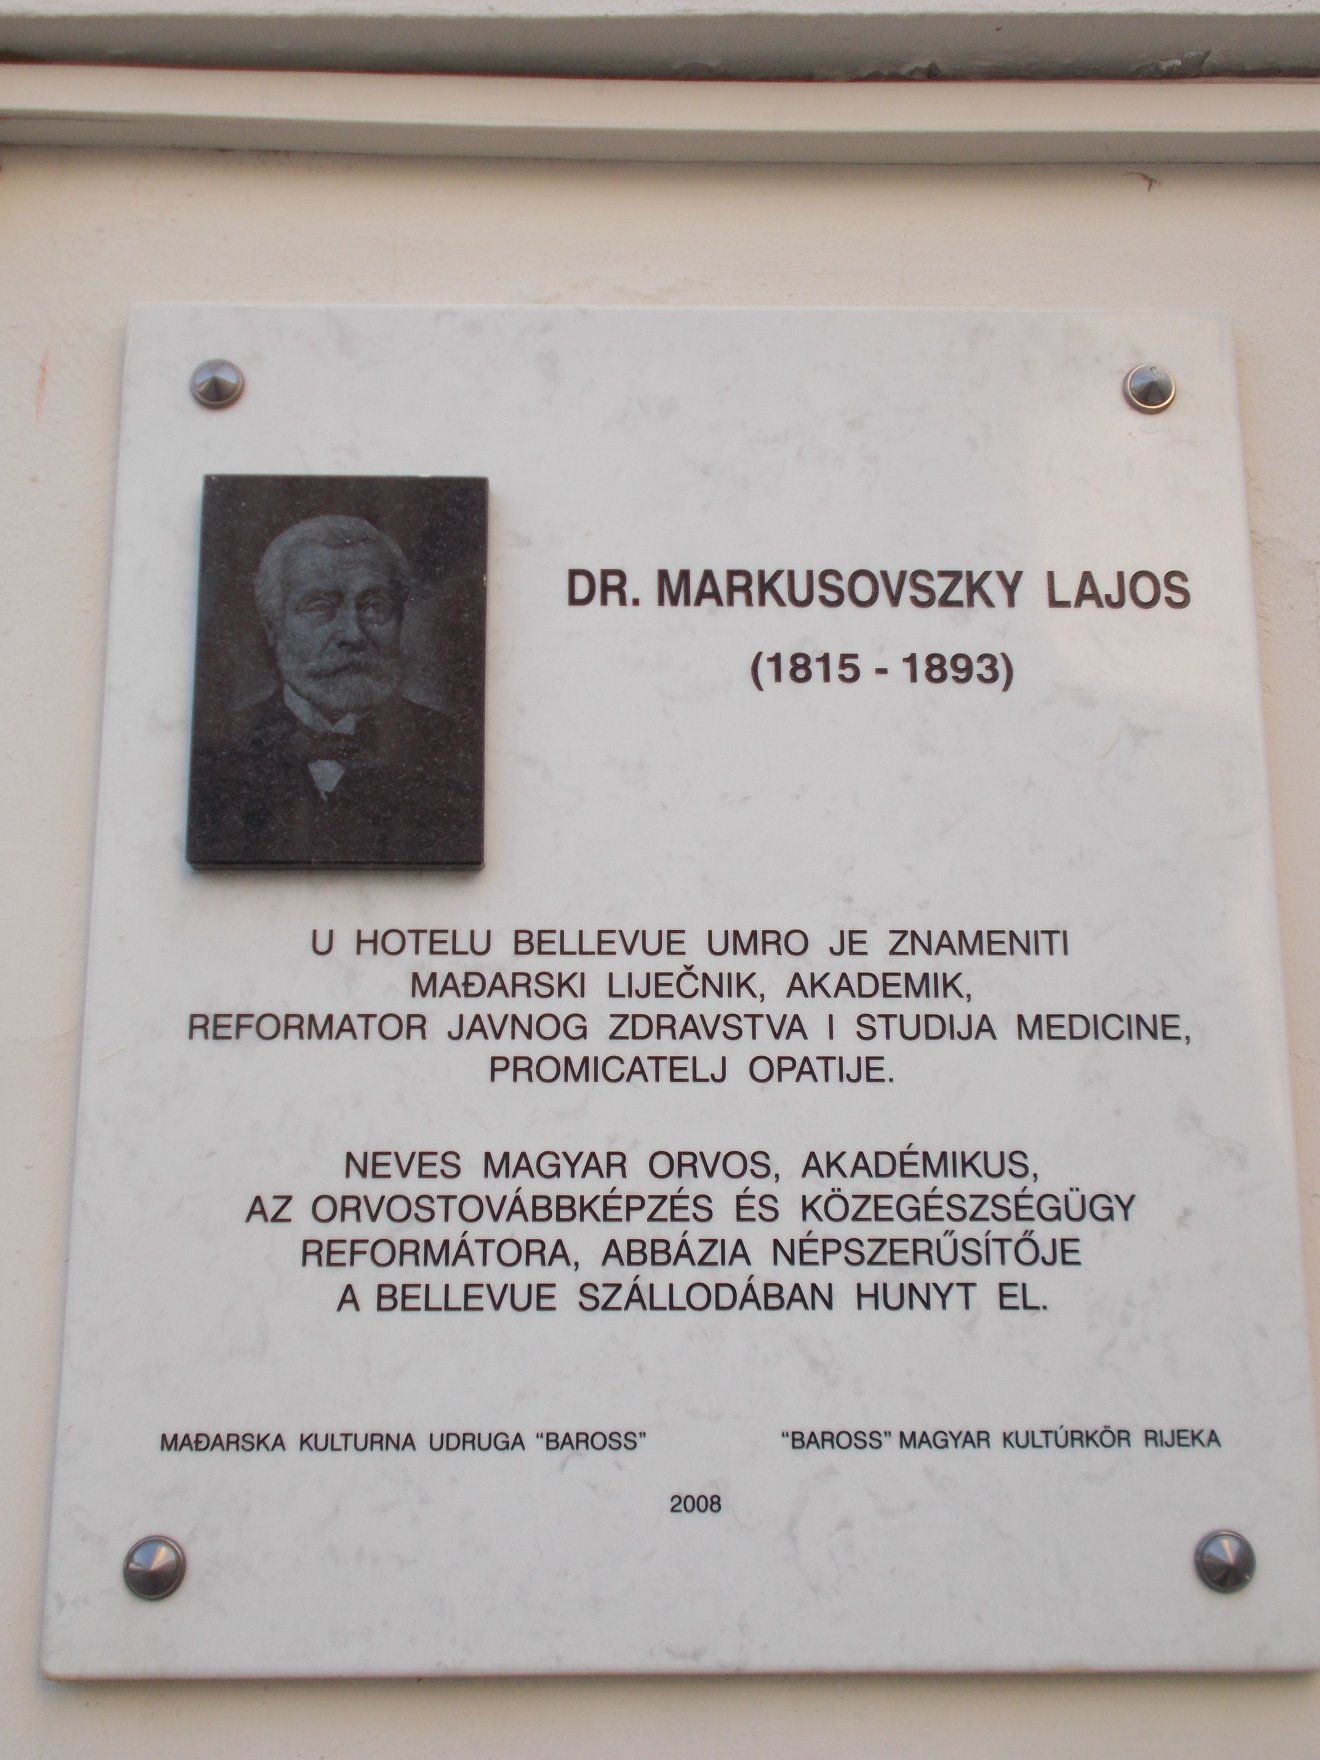 DR. MARKUSOVSZKY LAJOS
(1815 - 1893)
U HOTELU BELLEVUE UMRO JE ZNAMENITI
MAĐARSKI LIJEČNIK, AKADEMIK,
REFORMATOR JAVNOG ZDRAVSTVA I STUDIJA MEDICINE,
PROMICATELJ OPATIJE.
NEVES MAGYAR ORVOS, AKADÉMIKUS,
AZ ORVOSTOVÁBBKÉPZÉS ÉS KÖZEGÉSZSÉGÜGY
REFORMÁTORA, ABBÁZIA NÉPSZERŰSÍTŐJE
A BELLEVUE SZÁLLODÁBAN HUNYT EL.
MAĐARSKA KULTURNA UDRUGA "BAROSS"
"BAROSS" MAGYAR KULTÚRKÖR RIJEKA
2008